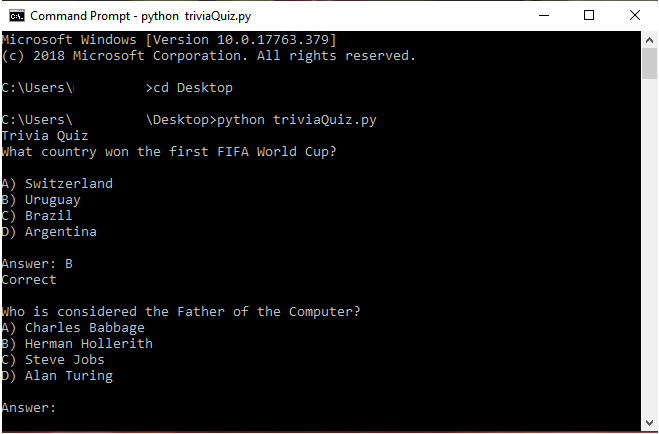 Command Prompt - python  triviaQuiz.py
Microsoft Windows [Version 10.0.17763.379]
(c) 2018 Microsoft Corporation. All rights reserved.
C:\Users\         >cd Desktop
C:\Users\         \Desktop>python triviaQuiz.py
Trivia Quiz
What country won the first FIFA World Cup?
A) Switzerland
B) Uruguay
C) Brazil
D) Argentina
Answer: B
Correct
Who is considered the Father of the Computer?
A) Charles Babbage
B) Herman Hollerith
C) Steve Jobs
D) Alan Turing
Answer: